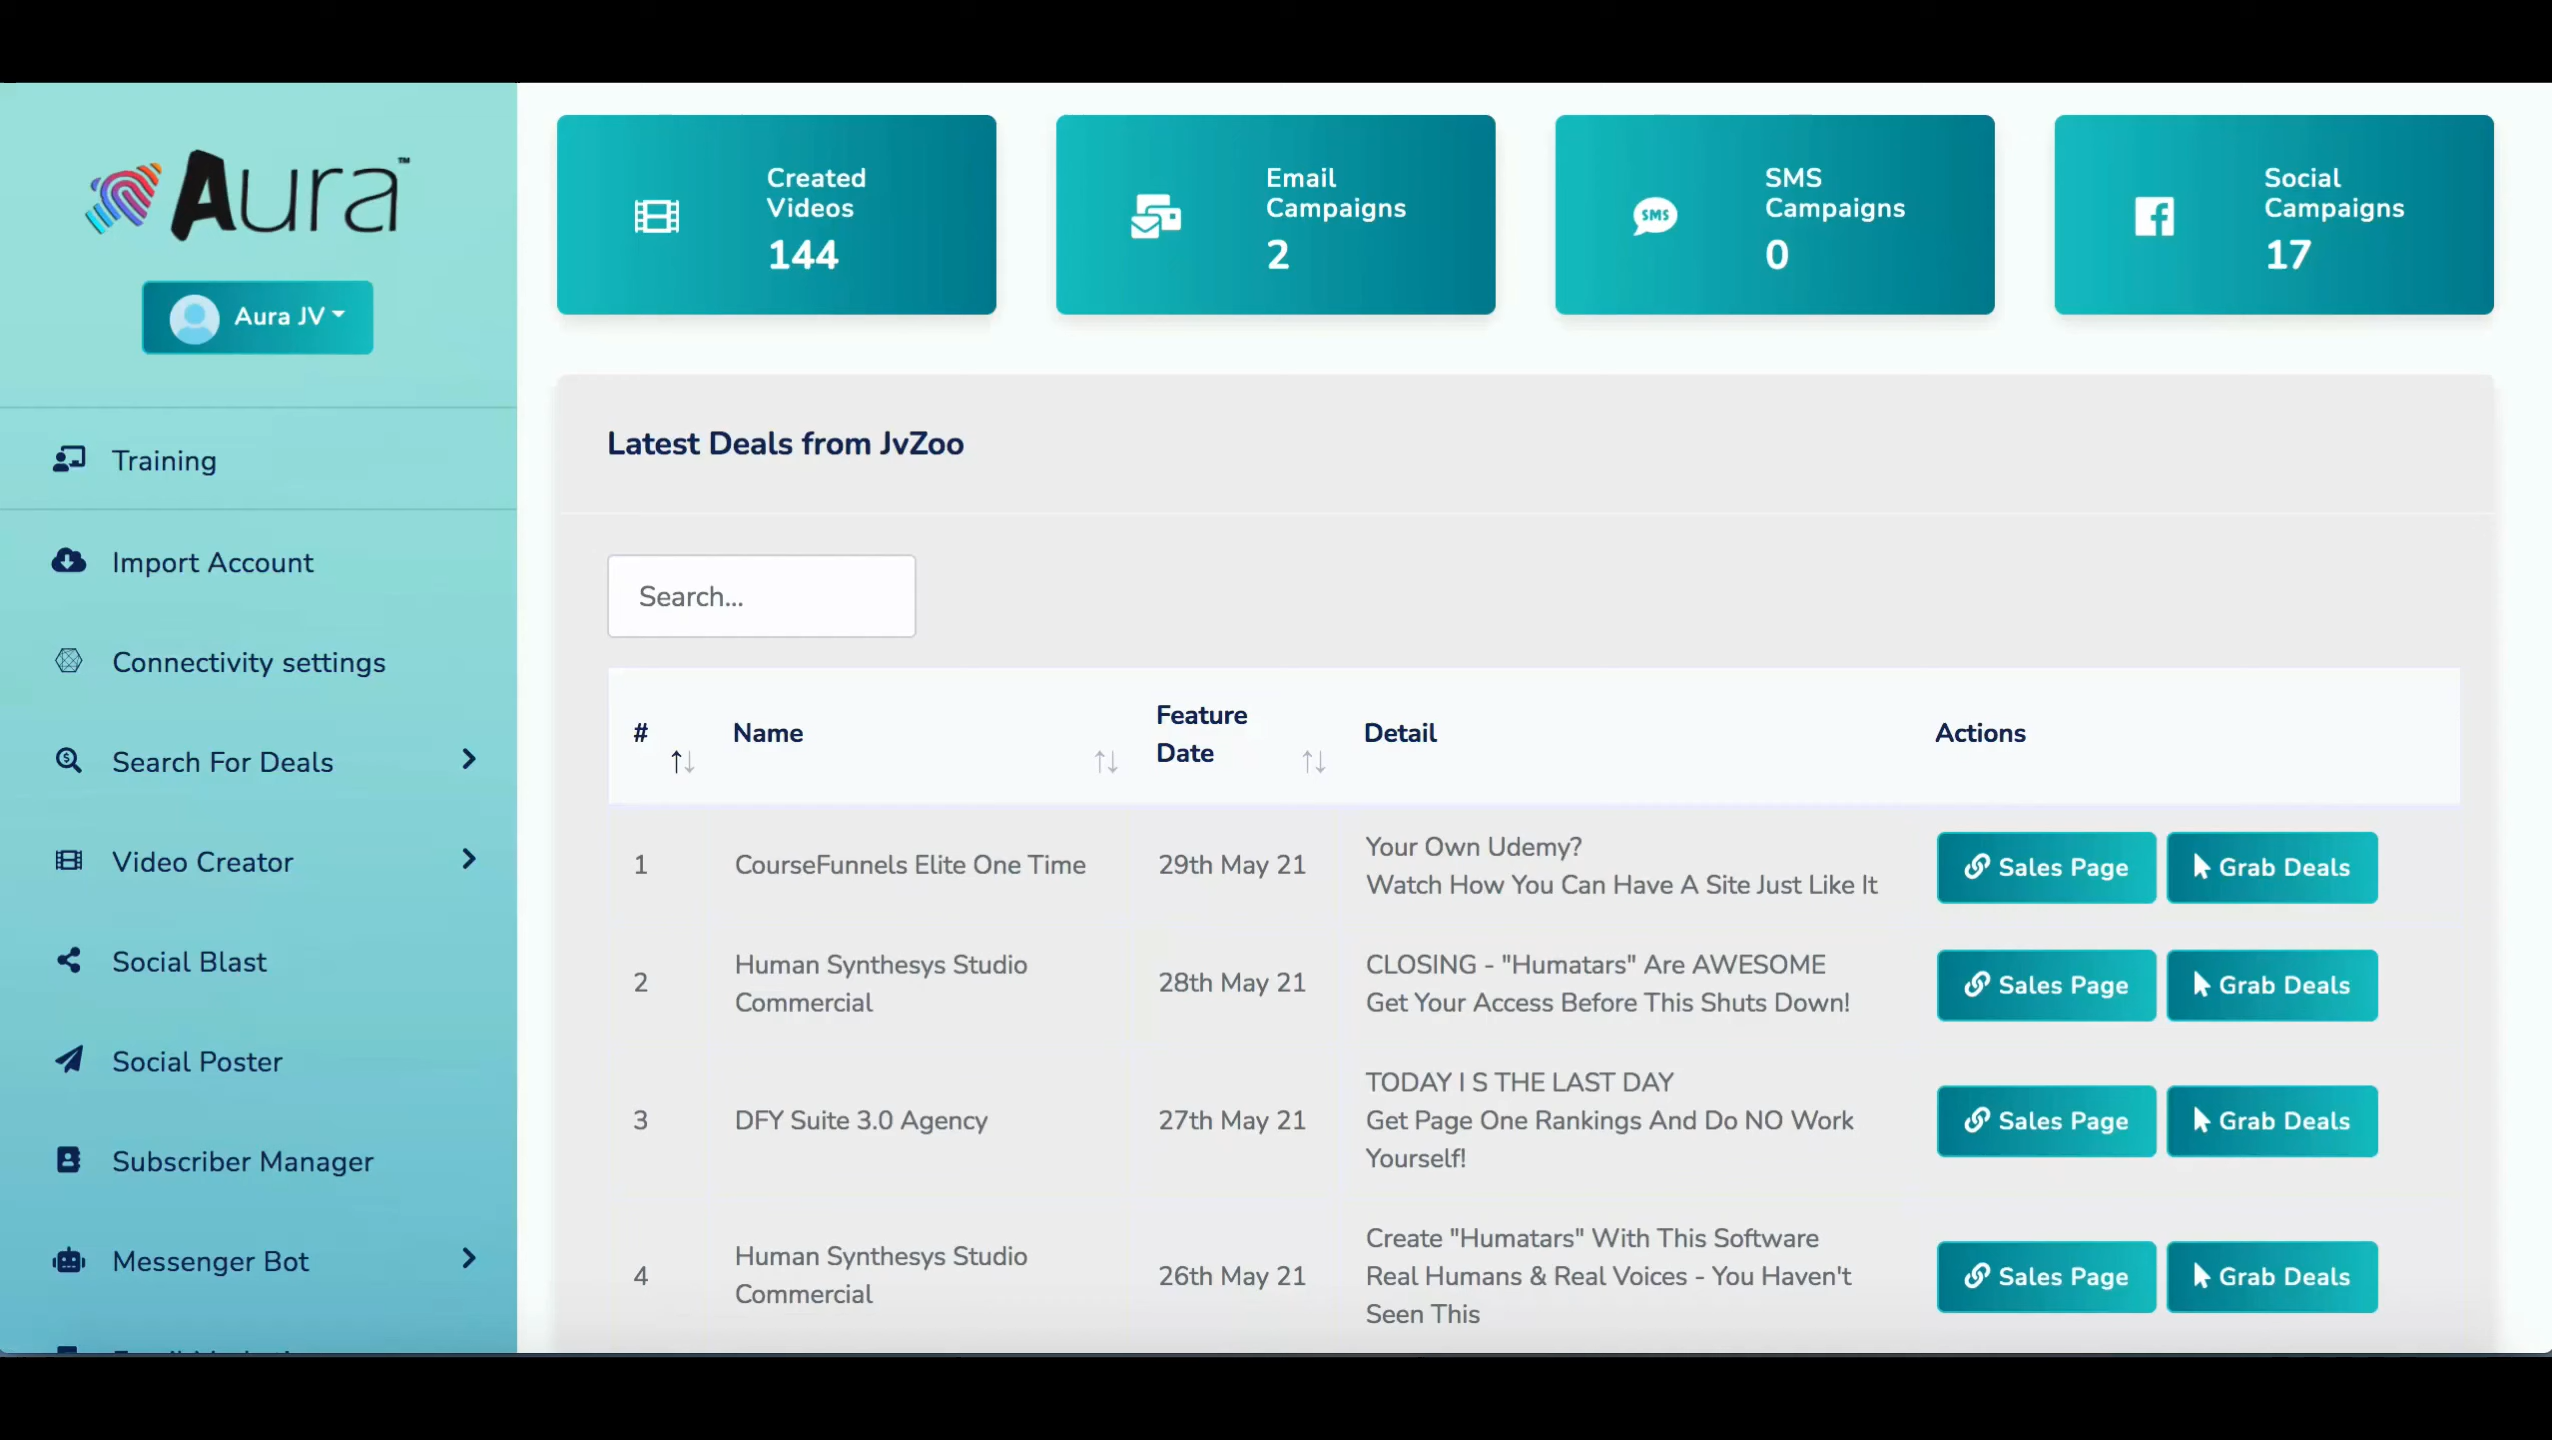 Aura™
Aura JV
Training
Import Account
Connectivity settings
Search For Deals
Video Creator
Social Blast
Social Poster
Subscriber Manager
Messenger Bot
Created
Videos
144
Email
Campaigns
2
SMS
SMS
Campaigns
0
Social
Campaigns
17
Latest Deals from JvZoo
Search...
# Name Feature Date Detail Actions
1 CourseFunnels Elite One Time 29th May 21 Your Own Udemy?
Watch How You Can Have A Site Just Like It
Sales Page Grab Deals
2 Human Synthesys Studio
Commercial
28th May 21
CLOSING - "Humatars" Are AWESOME
Get Your Access Before This Shuts Down!
Sales Page Grab Deals
3 DFY Suite 3.0 Agency 27th May 21
TODAY I S THE LAST DAY
Get Page One Rankings And Do NO Work
Yourself!
Sales Page Grab Deals
4 Human Synthesys Studio
Commercial
26th May 21
Create "Humatars" With This Software
Real Humans & Real Voices - You Haven't
Seen This
Sales Page Grab Deals